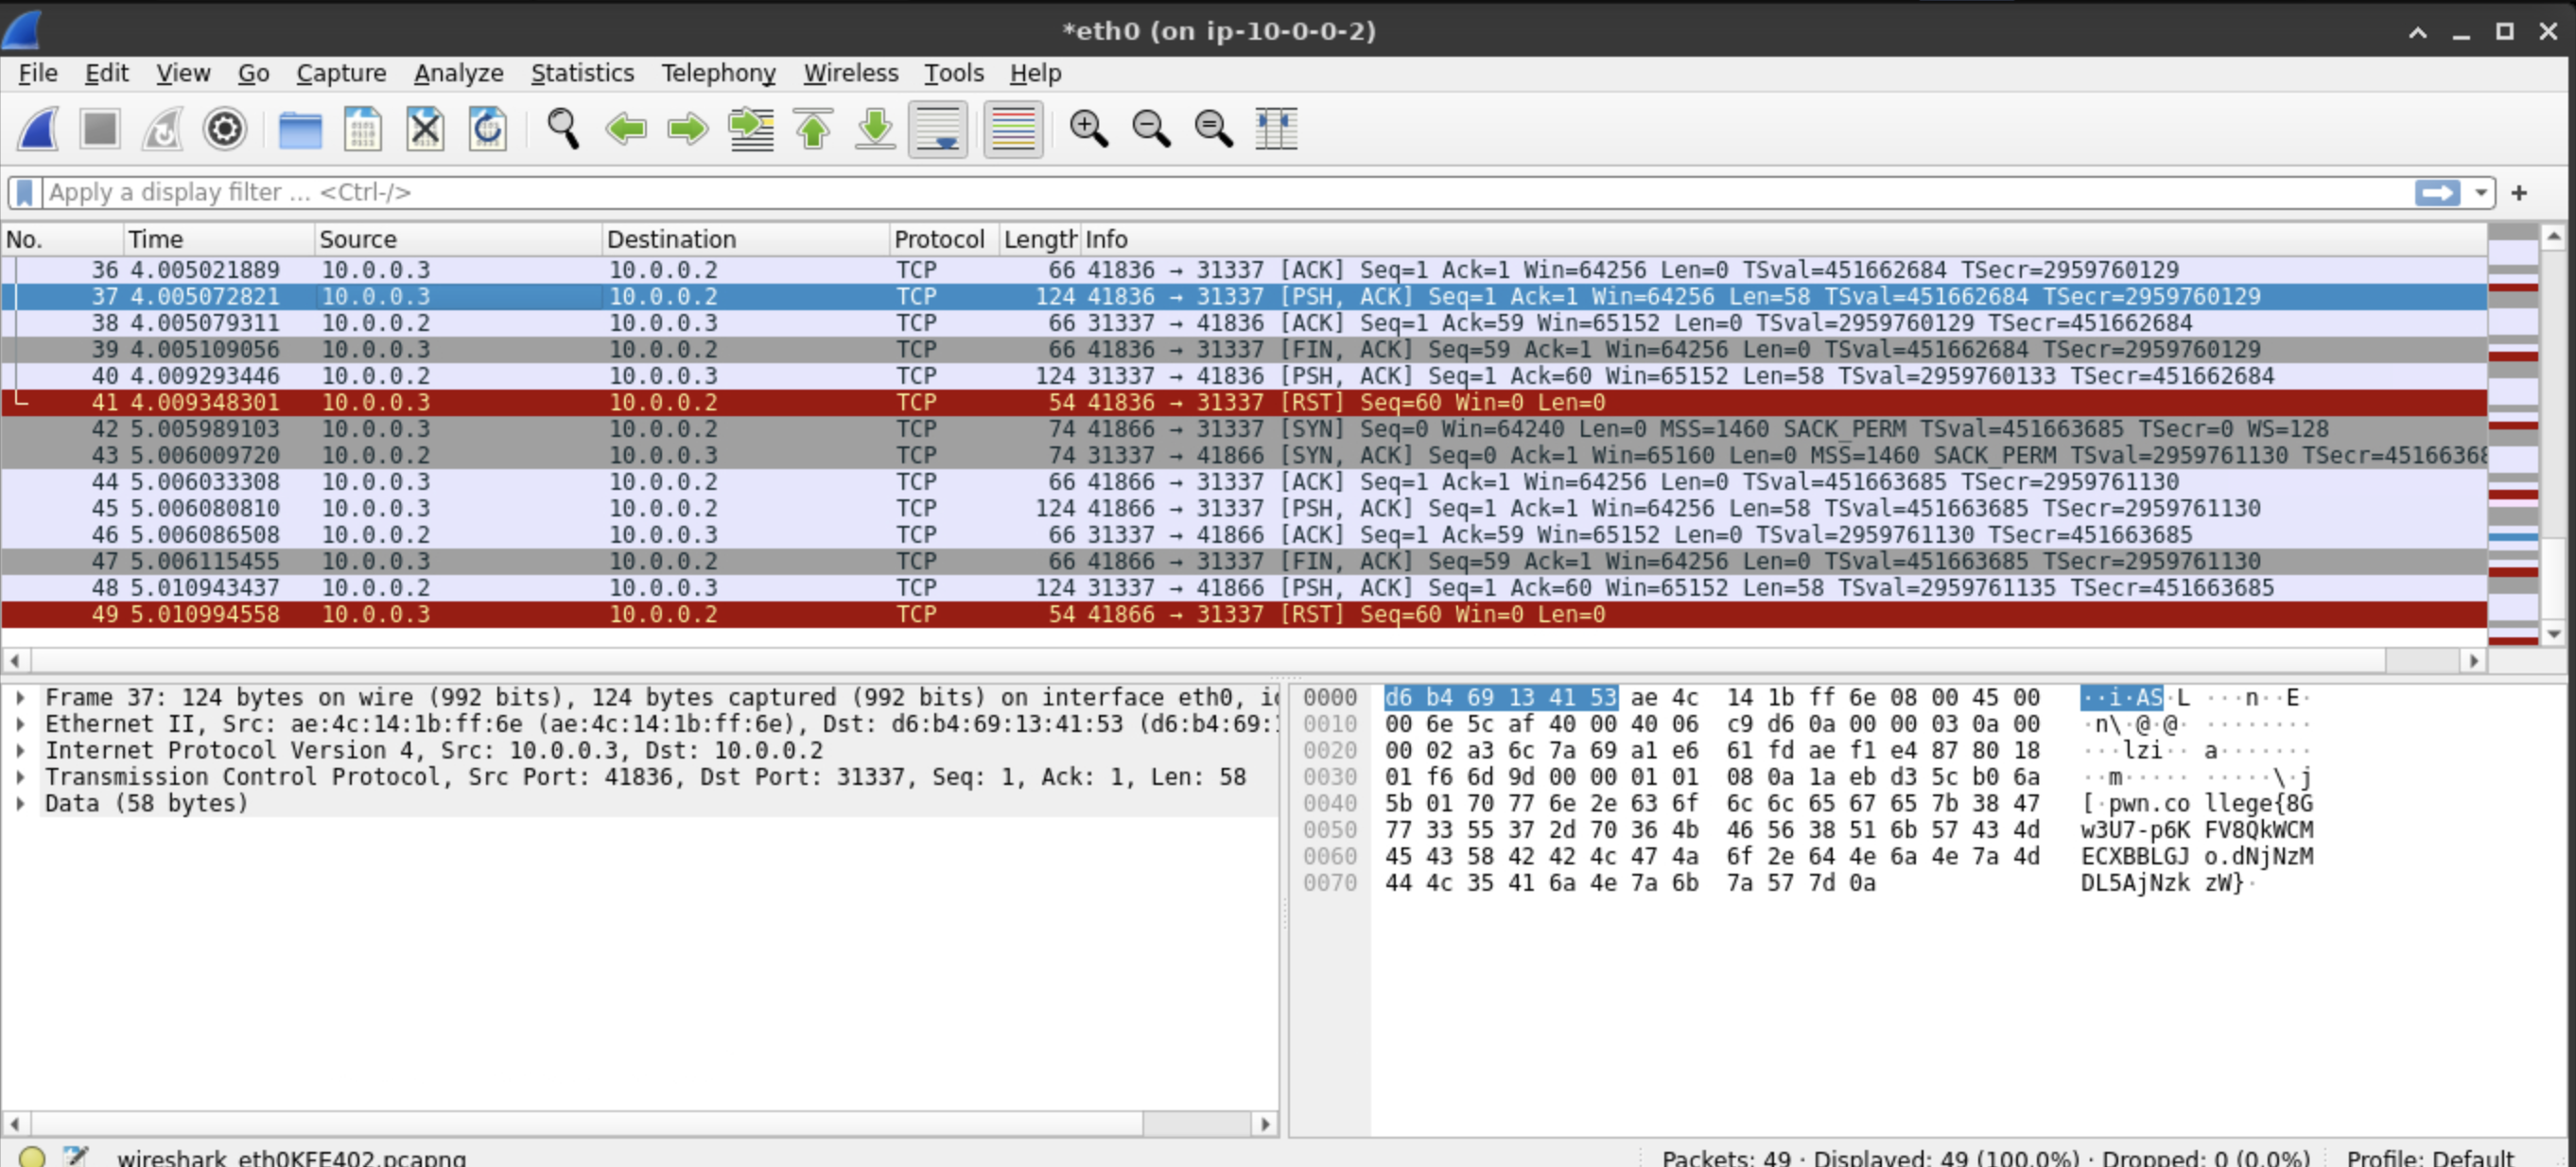 *eth0 (on ip-10-0-0-2)
File Edit View Go Capture Analyze Statistics Telephony Wireless Tools Help
Apply a display filter ... <Ctrl-/>
No. Time Source Destination Protocol Length Info
36 4.005021889 10.0.0.3 10.0.0.2 TCP 66 41836 → 31337 [ACK] Seq=1 Ack=1 Win=64256 Len=0 TSval=451662684 TSecr=2959760129
37 4.005072821 10.0.0.3 10.0.0.2 TCP 124 41836 → 31337 [PSH, ACK] Seq=1 Ack=1 Win=64256 Len=58 TSval=451662684 TSecr=2959760129
38 4.005079311 10.0.0.2 10.0.0.3 TCP 66 31337 → 41836 [ACK] Seq=1 Ack=59 Win=65152 Len=0 TSval=2959760129 TSecr=451662684
39 4.005109056 10.0.0.3 10.0.0.2 TCP 66 41836 → 31337 [FIN, ACK] Seq=59 Ack=1 Win=64256 Len=0 TSval=451662684 TSecr=2959760129
40 4.009293446 10.0.0.2 10.0.0.3 TCP 124 31337 → 41836 [PSH, ACK] Seq=1 Ack=60 Win=65152 Len=58 TSval=2959760133 TSecr=451662684
41 4.009348301 10.0.0.3 10.0.0.2 TCP 54 41836 → 31337 [RST] Seq=60 Win=0 Len=0
42 5.005989103 10.0.0.3 10.0.0.2 TCP 74 41866 → 31337 [SYN] Seq=0 Win=64240 Len=0 MSS=1460 SACK_PERM TSval=451663685 TSecr=0 WS=128
43 5.006009720 10.0.0.2 10.0.0.3 TCP 74 31337 → 41866 [SYN, ACK] Seq=0 Ack=1 Win=65160 Len=0 MSS=1460 SACK_PERM TSval=2959761130 TSecr=45166368
44 5.006033308 10.0.0.3 10.0.0.2 TCP 66 41866 → 31337 [ACK] Seq=1 Ack=1 Win=64256 Len=0 TSval=451663685 TSecr=2959761130
45 5.006080810 10.0.0.3 10.0.0.2 TCP 124 41866 → 31337 [PSH, ACK] Seq=1 Ack=1 Win=64256 Len=58 TSval=451663685 TSecr=2959761130
46 5.006086508 10.0.0.2 10.0.0.3 TCP 66 31337 → 41866 [ACK] Seq=1 Ack=59 Win=65152 Len=0 TSval=2959761130 TSecr=451663685
47 5.006115455 10.0.0.3 10.0.0.2 TCP 66 41866 → 31337 [FIN, ACK] Seq=59 Ack=1 Win=64256 Len=0 TSval=451663685 TSecr=2959761130
48 5.010943437 10.0.0.2 10.0.0.3 TCP 124 31337 → 41866 [PSH, ACK] Seq=1 Ack=60 Win=65152 Len=58 TSval=2959761135 TSecr=451663685
49 5.010994558 10.0.0.3 10.0.0.2 TCP 54 41866 → 31337 [RST] Seq=60 Win=0 Len=0
Frame 37: 124 bytes on wire (992 bits), 124 bytes captured (992 bits) on interface eth0, i
Ethernet II, Src: ae:4c:14:1b:ff:6e (ae:4c:14:1b:ff:6e), Dst: d6:b4:69:13:41:53 (d6:b4:69:
Internet Protocol Version 4, Src: 10.0.0.3, Dst: 10.0.0.2
Transmission Control Protocol, Src Port: 41836, Dst Port: 31337, Seq: 1, Ack: 1, Len: 58
Data (58 bytes)
0000 d6 b4 69 13 41 53 ae 4c 14 1b ff 6e 08 00 45 00 ··i·AS·L ···n··E·
0010 00 6e 5c af 40 00 40 06 c9 d6 0a 00 00 03 0a 00 ·n\·@·@· ········
0020 00 02 a3 6c 7a 69 a1 e6 61 fd ae f1 e4 87 80 18 ···lzi·· a·······
0030 01 f6 6d 9d 00 00 01 01 08 0a 1a eb d3 5c b0 6a ··m····· ·····\·j
0040 5b 01 70 77 6e 2e 63 6f 6c 6c 65 67 65 7b 38 47 [·pwn.co llege{8G
0050 77 33 55 37 2d 70 36 4b 46 56 38 51 6b 57 43 4d w3U7-p6K FV8QkWCM
0060 45 43 58 42 42 4c 47 4a 6f 2e 64 4e 6a 4e 7a 4d ECXBBLGJ o.dNjNzM
0070 44 4c 35 41 6a 4e 7a 6b 7a 57 7d 0a DL5AjNzk zW}·
wireshark_eth0KFE402.pcapng Packets: 49 · Displayed: 49 (100.0%) · Dropped: 0 (0.0%) Profile: Default